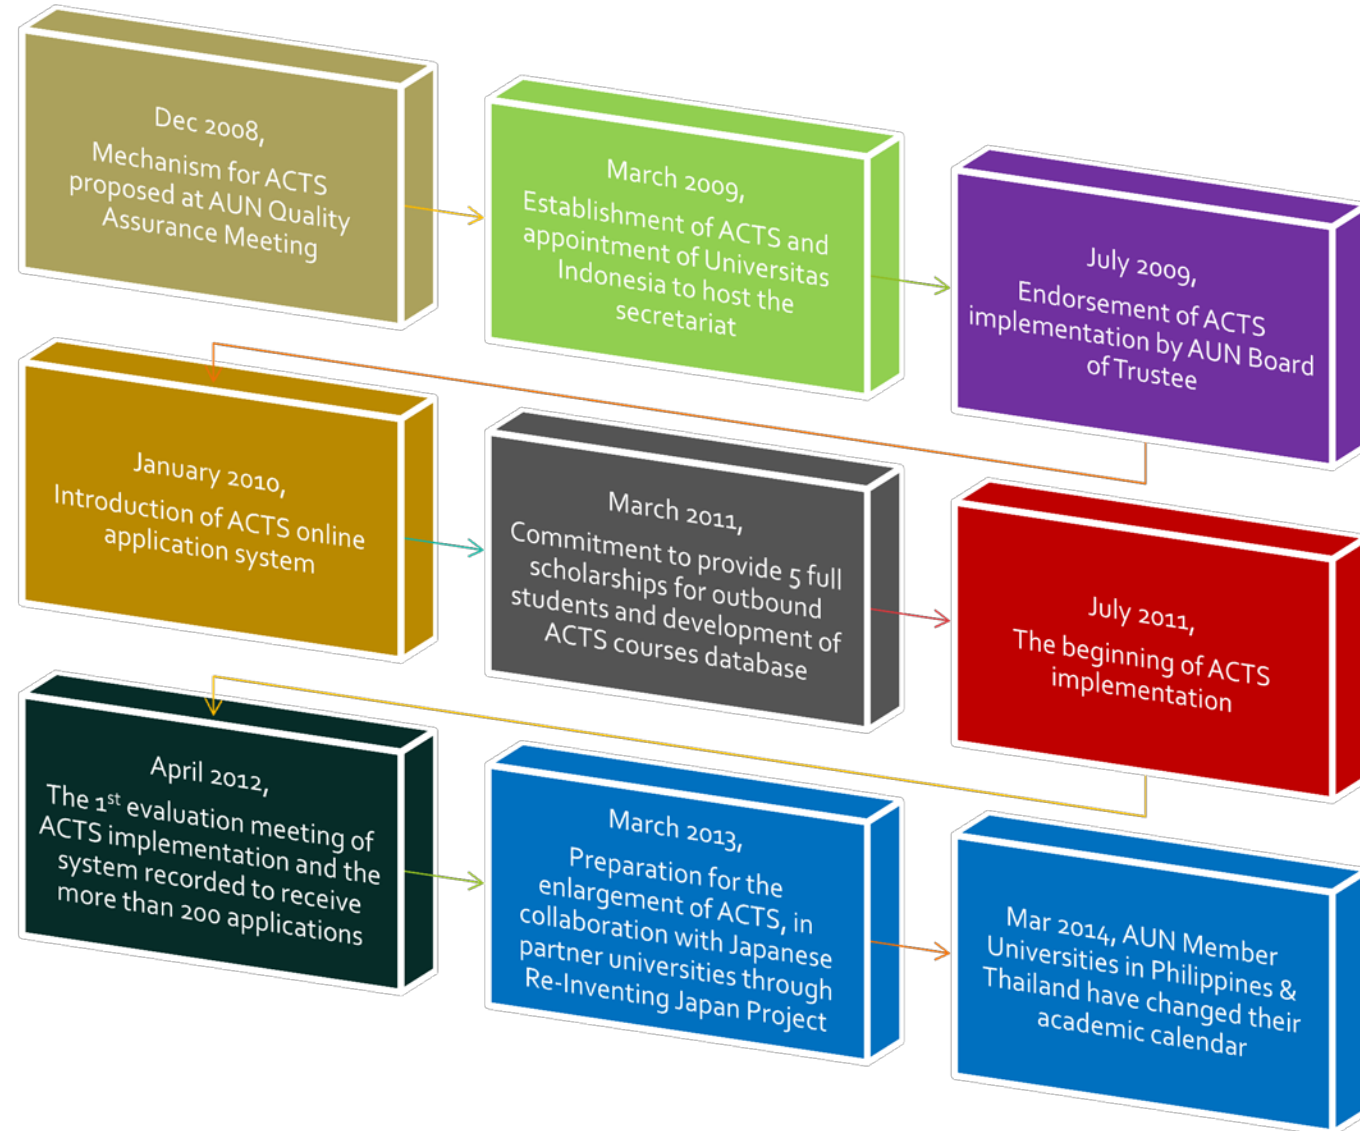 Dec 2008,
Mechanism for ACTS
proposed at AUN Quality
Assurance Meeting
March 2009,
Establishment of ACTS and
appointment of Universitas
Indonesia to host the
secretariat
July 2009,
Endorsement of ACTS
implementation by AUN Board
of Trustee
January 2010,
Introduction of ACTS online
application system
March 2011,
Commitment to provide 5 full
scholarships for outbound
students and development of
ACTS courses database
July 2011,
The beginning of ACTS
implementation
April 2012,
The 1st evaluation meeting of
ACTS implementation and the
system recorded to receive
more than 200 applications
March 2013,
Preparation for the
enlargement of ACTS, in
collaboration with Japanese
partner universities through
Re-Inventing Japan Project
Mar 2014, AUN Member
Universities in Philippines &
Thailand have changed their
academic calendar